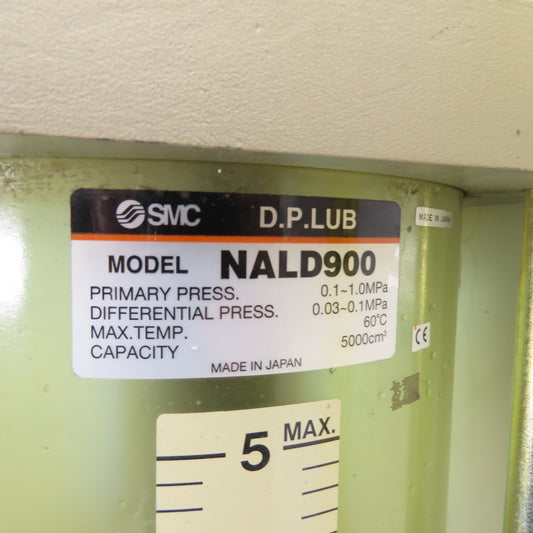 SMC D.P.LUB
MADE IN JAPAN
MODEL NALD900
PRIMARY PRESS. 0.1~1.0MPa
DIFFERENTIAL PRESS. 0.03~0.1MPa
MAX.TEMP. 60°C
CAPACITY 5000cm³
MADE IN JAPAN
CE
5 MAX.